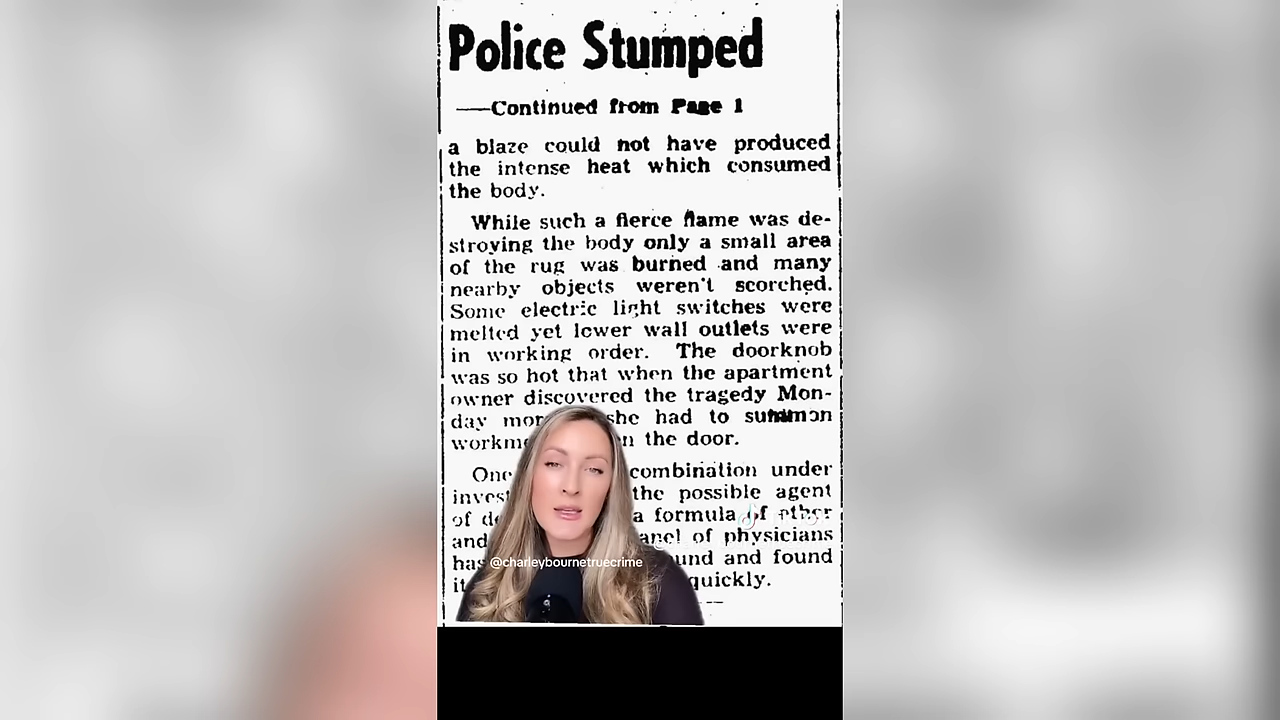 Police Stumped
—Continued from Page 1
a blaze could not have produced
the intense heat which consumed
the body.
While such a fierce flame was de-
stroying the body only a small area
of the rug was burned and many
nearby objects weren't scorched.
Some electric light switches were
melted yet lower wall outlets were
in working order. The doorknob
was so hot that when the apartment
owner discovered the tragedy Mon-
day she had to summon
the door.
One combination under
the possible agent
of a formula of ether
and of physicians
has and found
it quickly.
@charleybournetruecrime